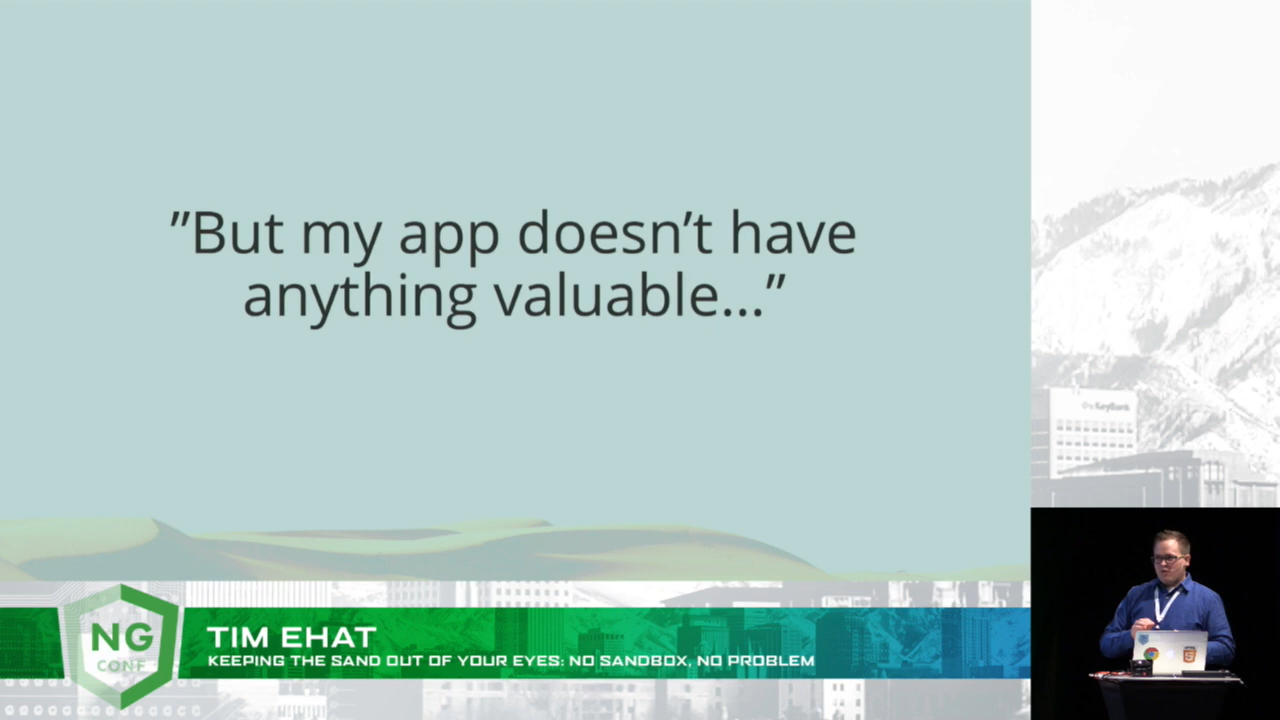 ”But my app doesn’t have
anything valuable...”
KeyBank
NG
CONF
TIM EHAT
KEEPING THE SAND OUT OF YOUR EYES: NO SANDBOX, NO PROBLEM